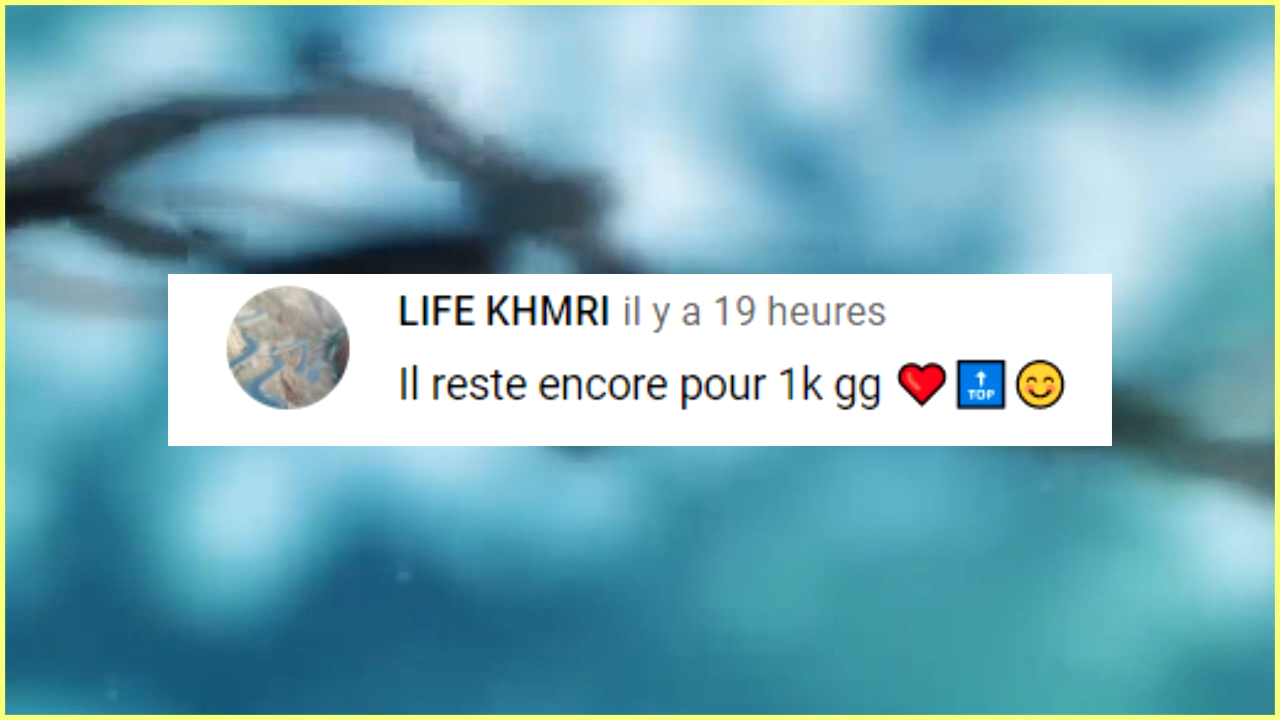 LIFE KHMRI il y a 19 heures
Il reste encore pour 1k gg ❤️🔝😊